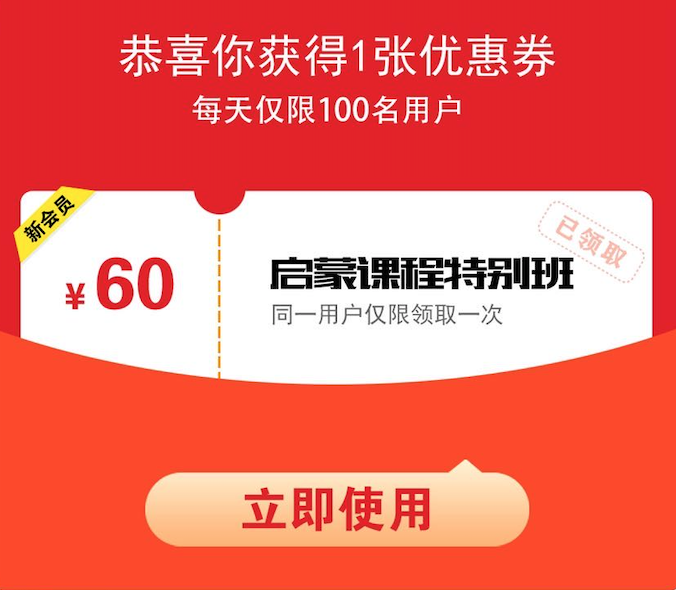 恭喜你获得1张优惠券
每天仅限100名用户
新会员
已领取
¥60
启蒙课程特别班
同一用户仅限领取一次
立即使用